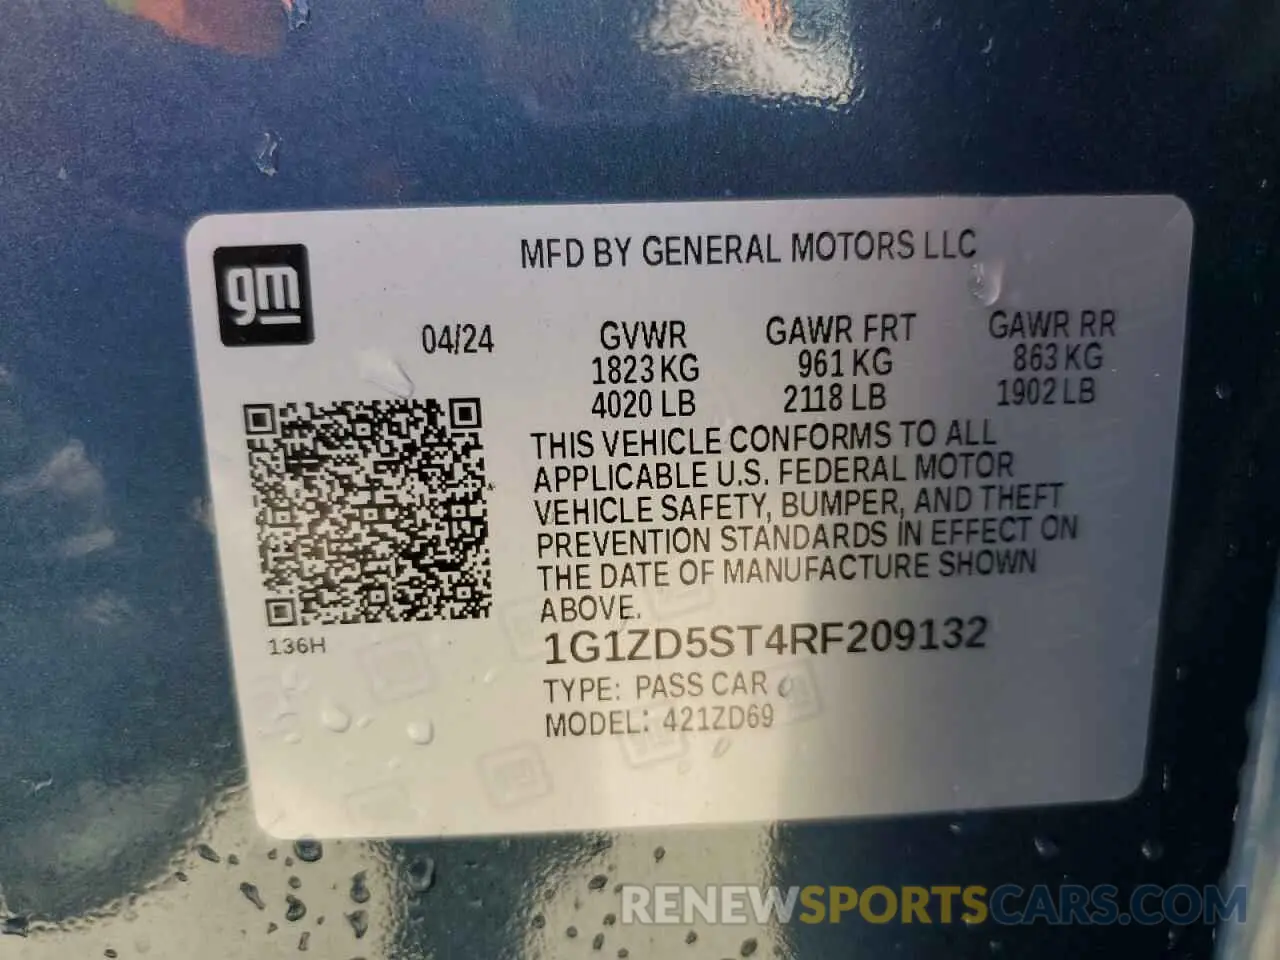 gm
MFD BY GENERAL MOTORS LLC
04/24
GVWR
1823 KG
4020 LB
GAWR FRT
961 KG
2118 LB
GAWR RR
863 KG
1902 LB
THIS VEHICLE CONFORMS TO ALL
APPLICABLE U.S. FEDERAL MOTOR
VEHICLE SAFETY, BUMPER, AND THEFT
PREVENTION STANDARDS IN EFFECT ON
THE DATE OF MANUFACTURE SHOWN
ABOVE.
136H
1G1ZD5ST4RF209132
TYPE: PASS CAR
MODEL: 421ZD69
RENEWSPORTSCARS.COM